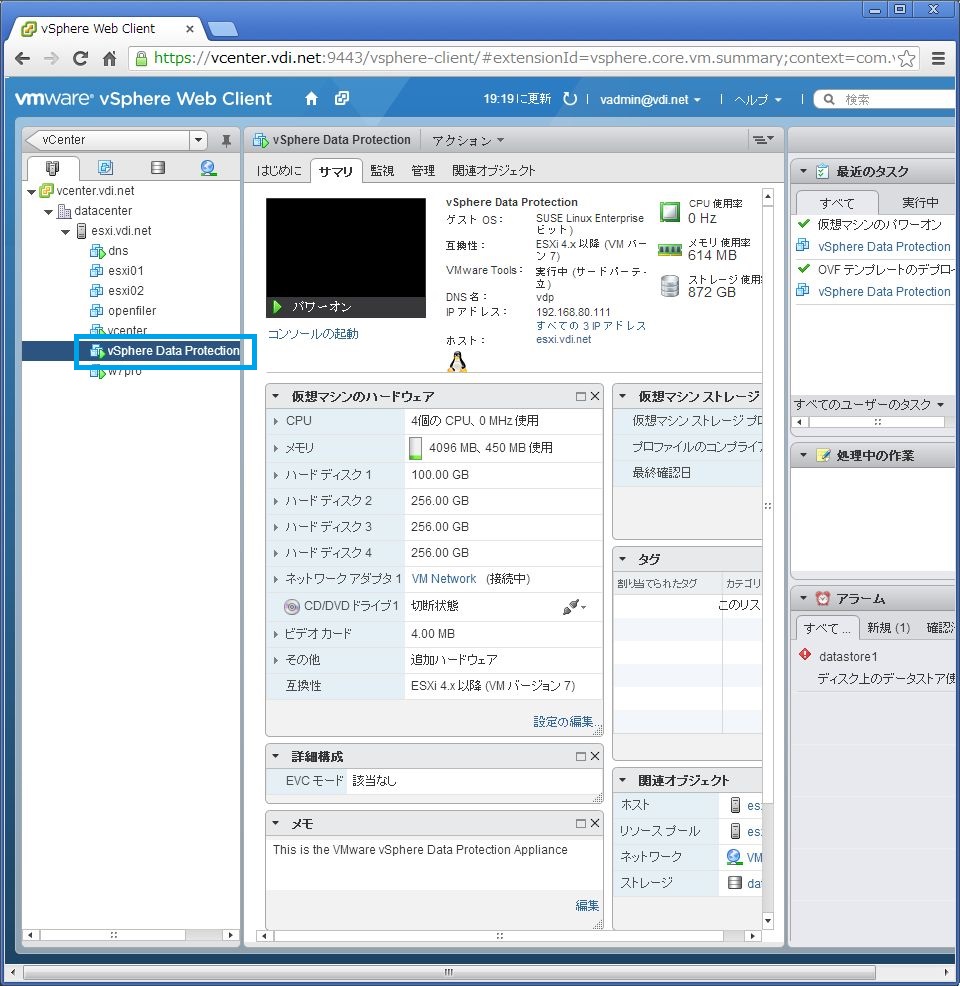 vSphere Web Client
https://vcenter.vdi.net:9443/vsphere-client/#extensionId=vsphere.core.vm.summary;context=com.v
vmware® vSphere Web Client
19:19に更新
vadmin@vdi.net
ヘルプ
検索
vCenter
vcenter.vdi.net
datacenter
esxi.vdi.net
dns
esxi01
esxi02
openfiler
vcenter
vSphere Data Protection
w7pro
vSphere Data Protection
アクション
はじめに サマリ 監視 管理 関連オブジェクト
パワーオン
コンソールの起動
vSphere Data Protection
ゲスト OS: SUSE Linux Enterprise
ビット)
互換性: ESXi 4.x 以降 (VM バー
ン 7)
VMware Tools: 実行中 (サードパーティ-
立)
DNS 名: vdp
IP アドレス: 192.168.80.111
すべての 3 IP アドレス
ホスト: esxi.vdi.net
CPU 使用率
0 Hz
メモリ 使用率
614 MB
ストレージ 使用
872 GB
仮想マシンのハードウェア
CPU 4個の CPU、0 MHz 使用
メモリ 4096 MB、450 MB 使用
ハード ディスク 1 100.00 GB
ハード ディスク 2 256.00 GB
ハード ディスク 3 256.00 GB
ハード ディスク 4 256.00 GB
ネットワーク アダプタ 1 VM Network (接続中)
CD/DVD ドライブ 1 切断状態
ビデオ カード 4.00 MB
その他 追加ハードウェア
互換性 ESXi 4.x 以降 (VM バージョン 7)
設定の編集...
詳細構成
EVC モード 該当なし
メモ
This is the VMware vSphere Data Protection Appliance
編集
仮想マシン ストレージ
仮想マシン ストレージ プロ
プロファイルのコンプライア
最終確認日
タグ
割り当てられたタグ カテゴリ
このリス
関連オブジェクト
ホスト es
リソース プール es
ネットワーク VM
ストレージ da
最近のタスク
すべて 実行中
仮想マシンのパワーオン
vSphere Data Protection
OVF テンプレートのデプロ
vSphere Data Protection
すべてのユーザーのタスク
処理中の作業
アラーム
すべて ... 新規 (1) 確認
datastore1
ディスク上のデータストア使